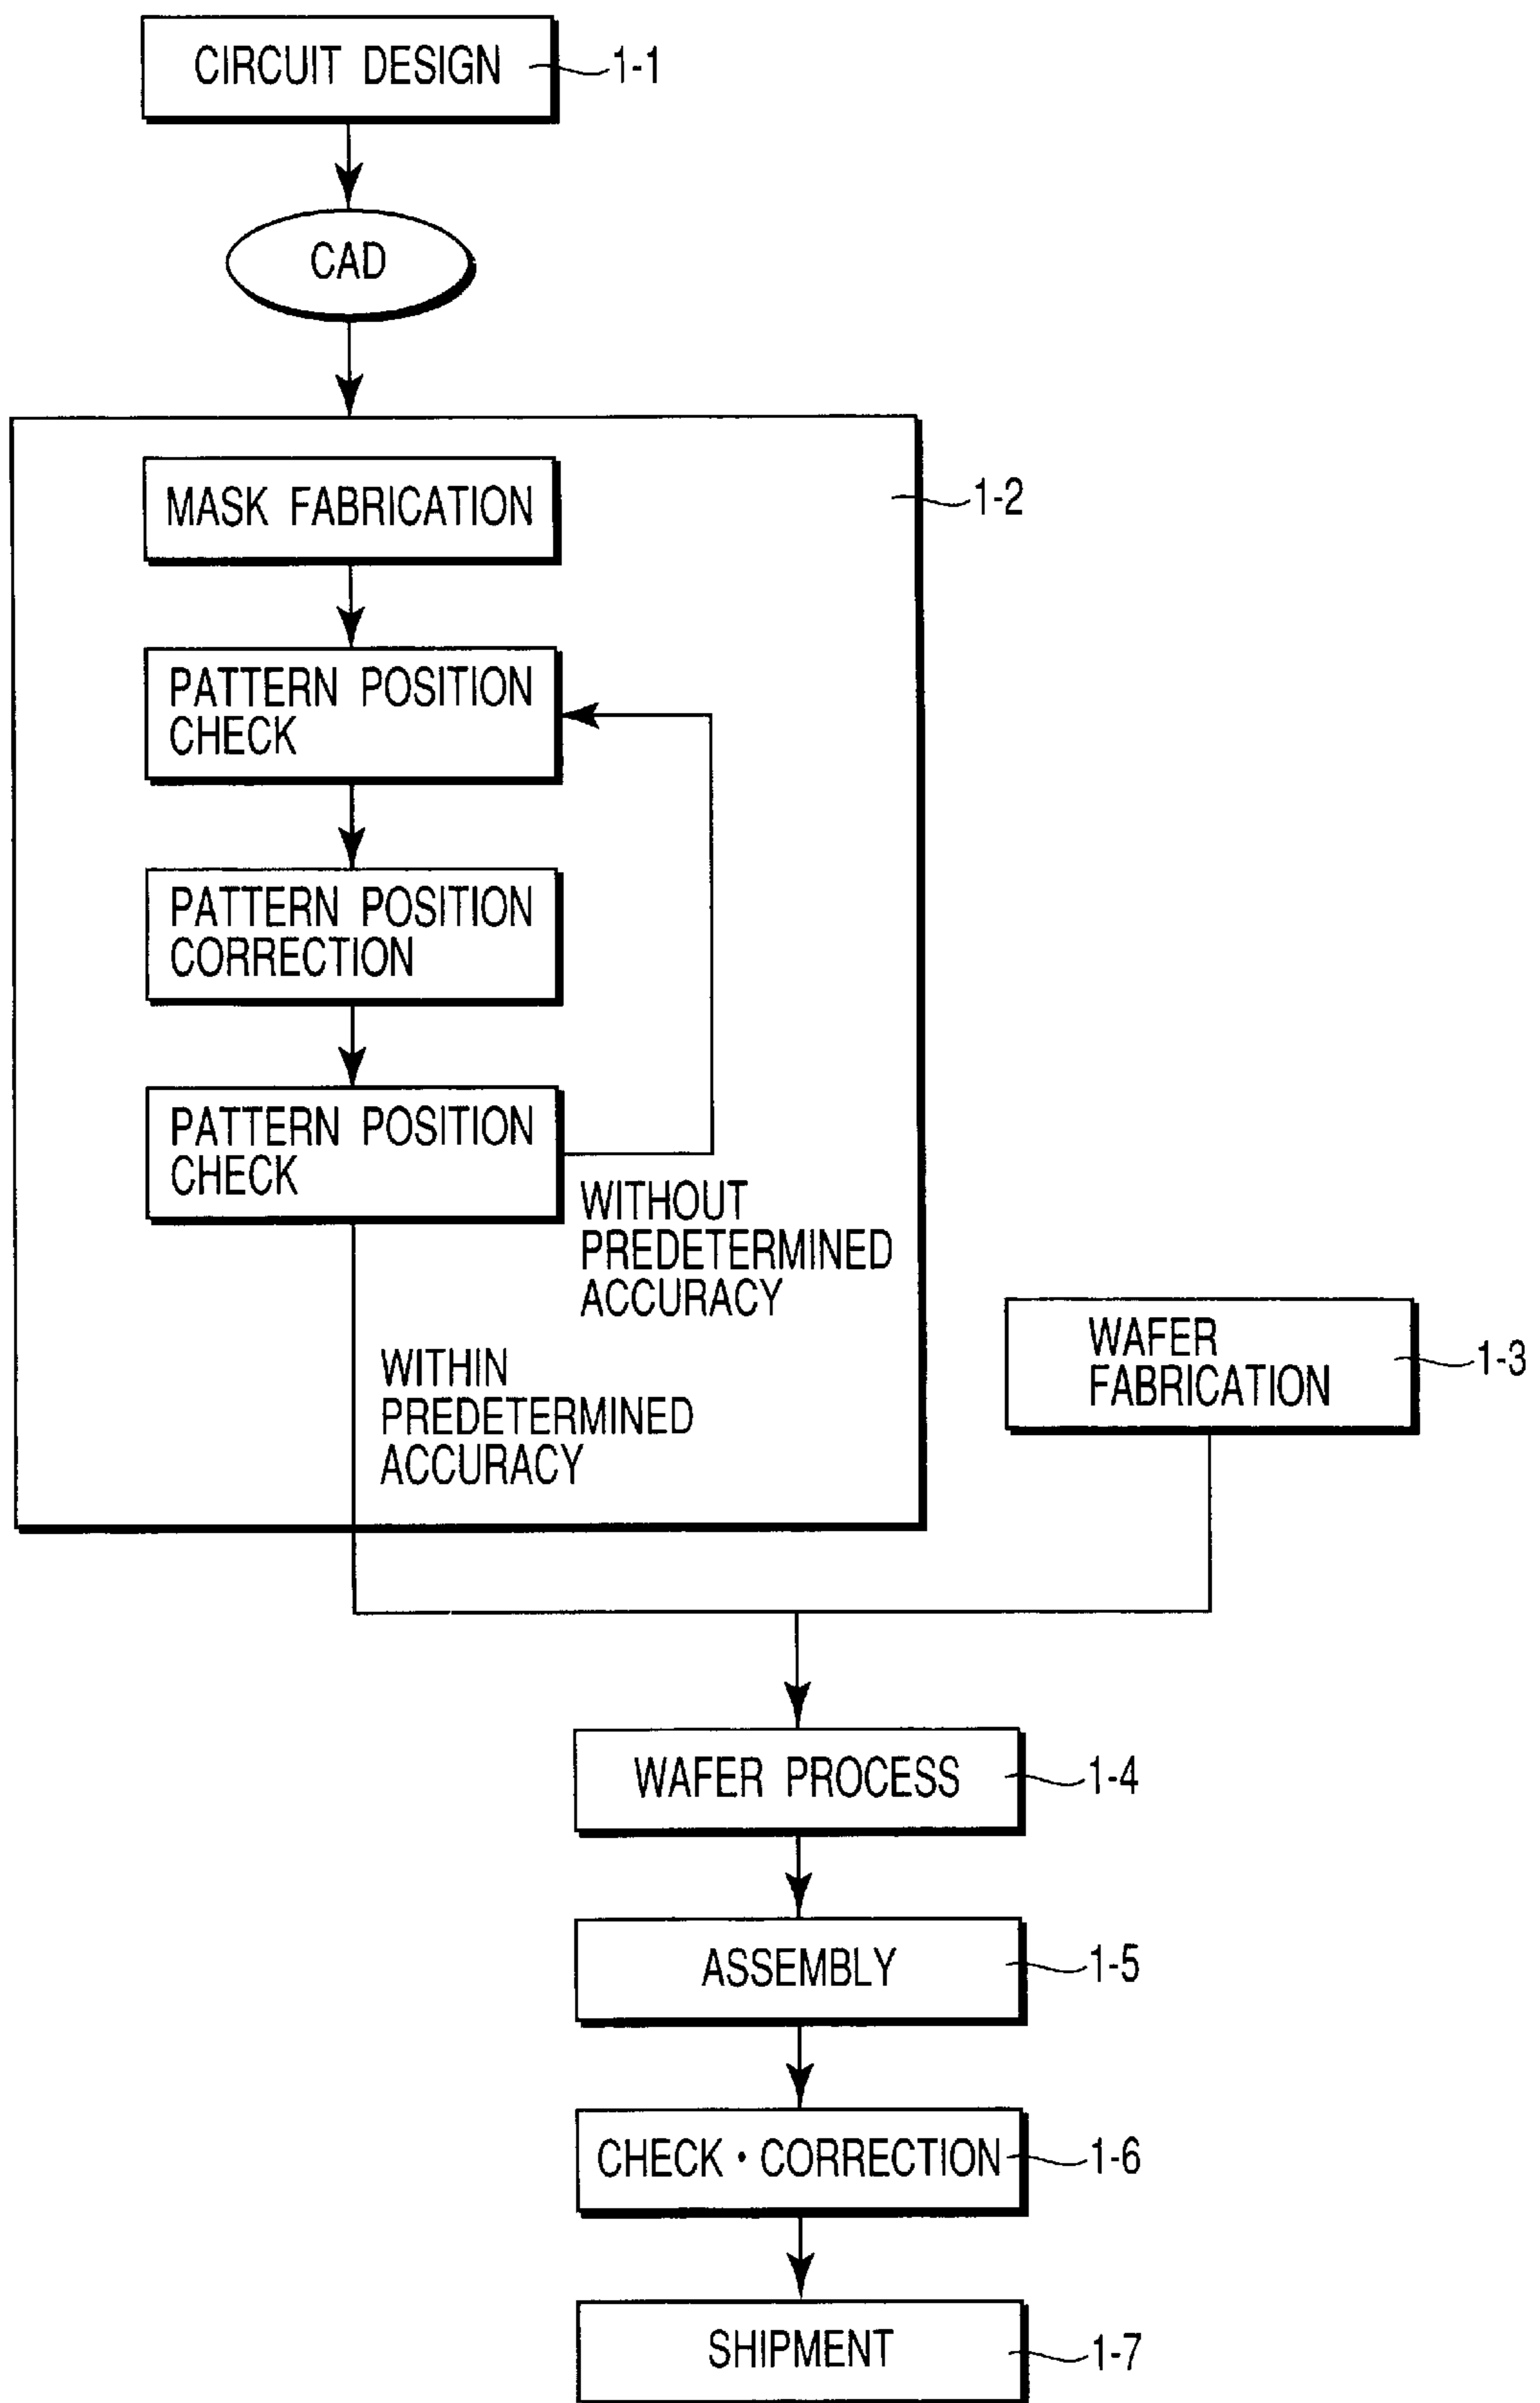 CIRCUIT DESIGN
1-1
CAD
MASK FABRICATION
1-2
PATTERN POSITION
CHECK
PATTERN POSITION
CORRECTION
PATTERN POSITION
CHECK
WITHOUT
PREDETERMINED
ACCURACY
WITHIN
PREDETERMINED
ACCURACY
WAFER
FABRICATION
1-3
WAFER PROCESS
1-4
ASSEMBLY
1-5
CHECK・CORRECTION
1-6
SHIPMENT
1-7